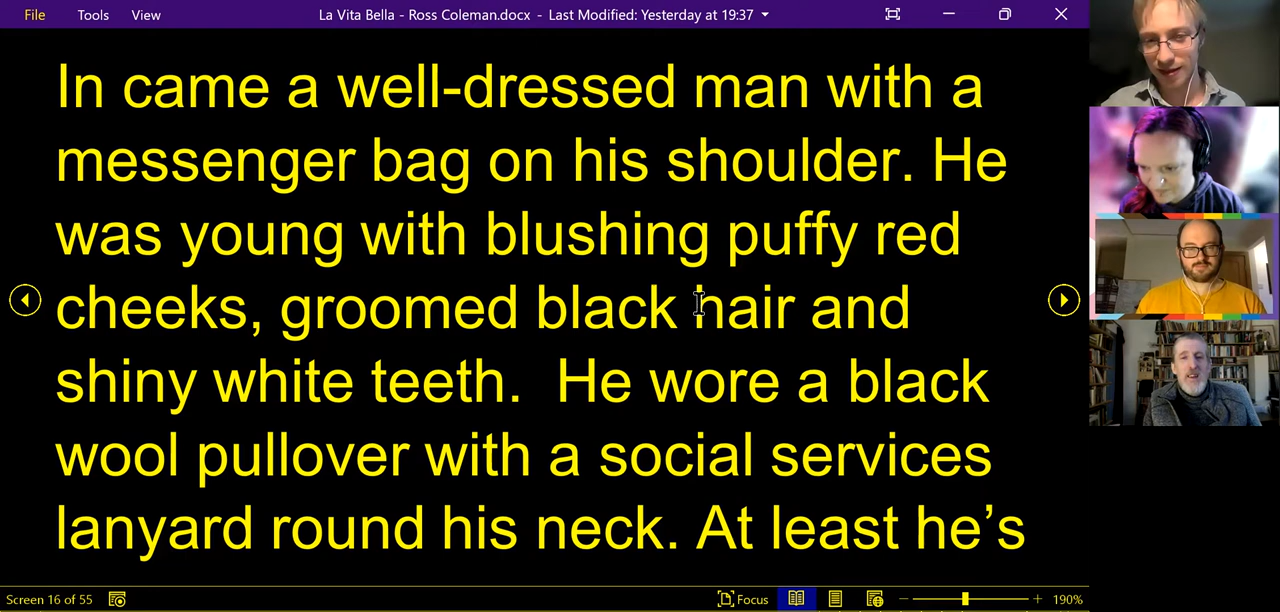 File Tools View La Vita Bella - Ross Coleman.docx - Last Modified: Yesterday at 19:37
In came a well-dressed man with a
messenger bag on his shoulder. He
was young with blushing puffy red
cheeks, groomed black hair and
shiny white teeth.  He wore a black
wool pullover with a social services
lanyard round his neck. At least he’s
Screen 16 of 55 Focus 190%